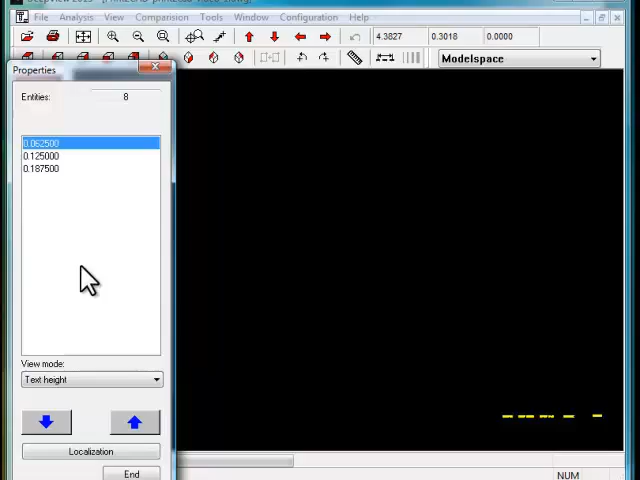 File Analysis View Comparision Tools Window Configuration Help
4.3827 0.3018 0.0000
Modelspace
Properties
Entities: 8
0.062500
0.125000
0.187500
View mode:
Text height
Localization
End
NUM